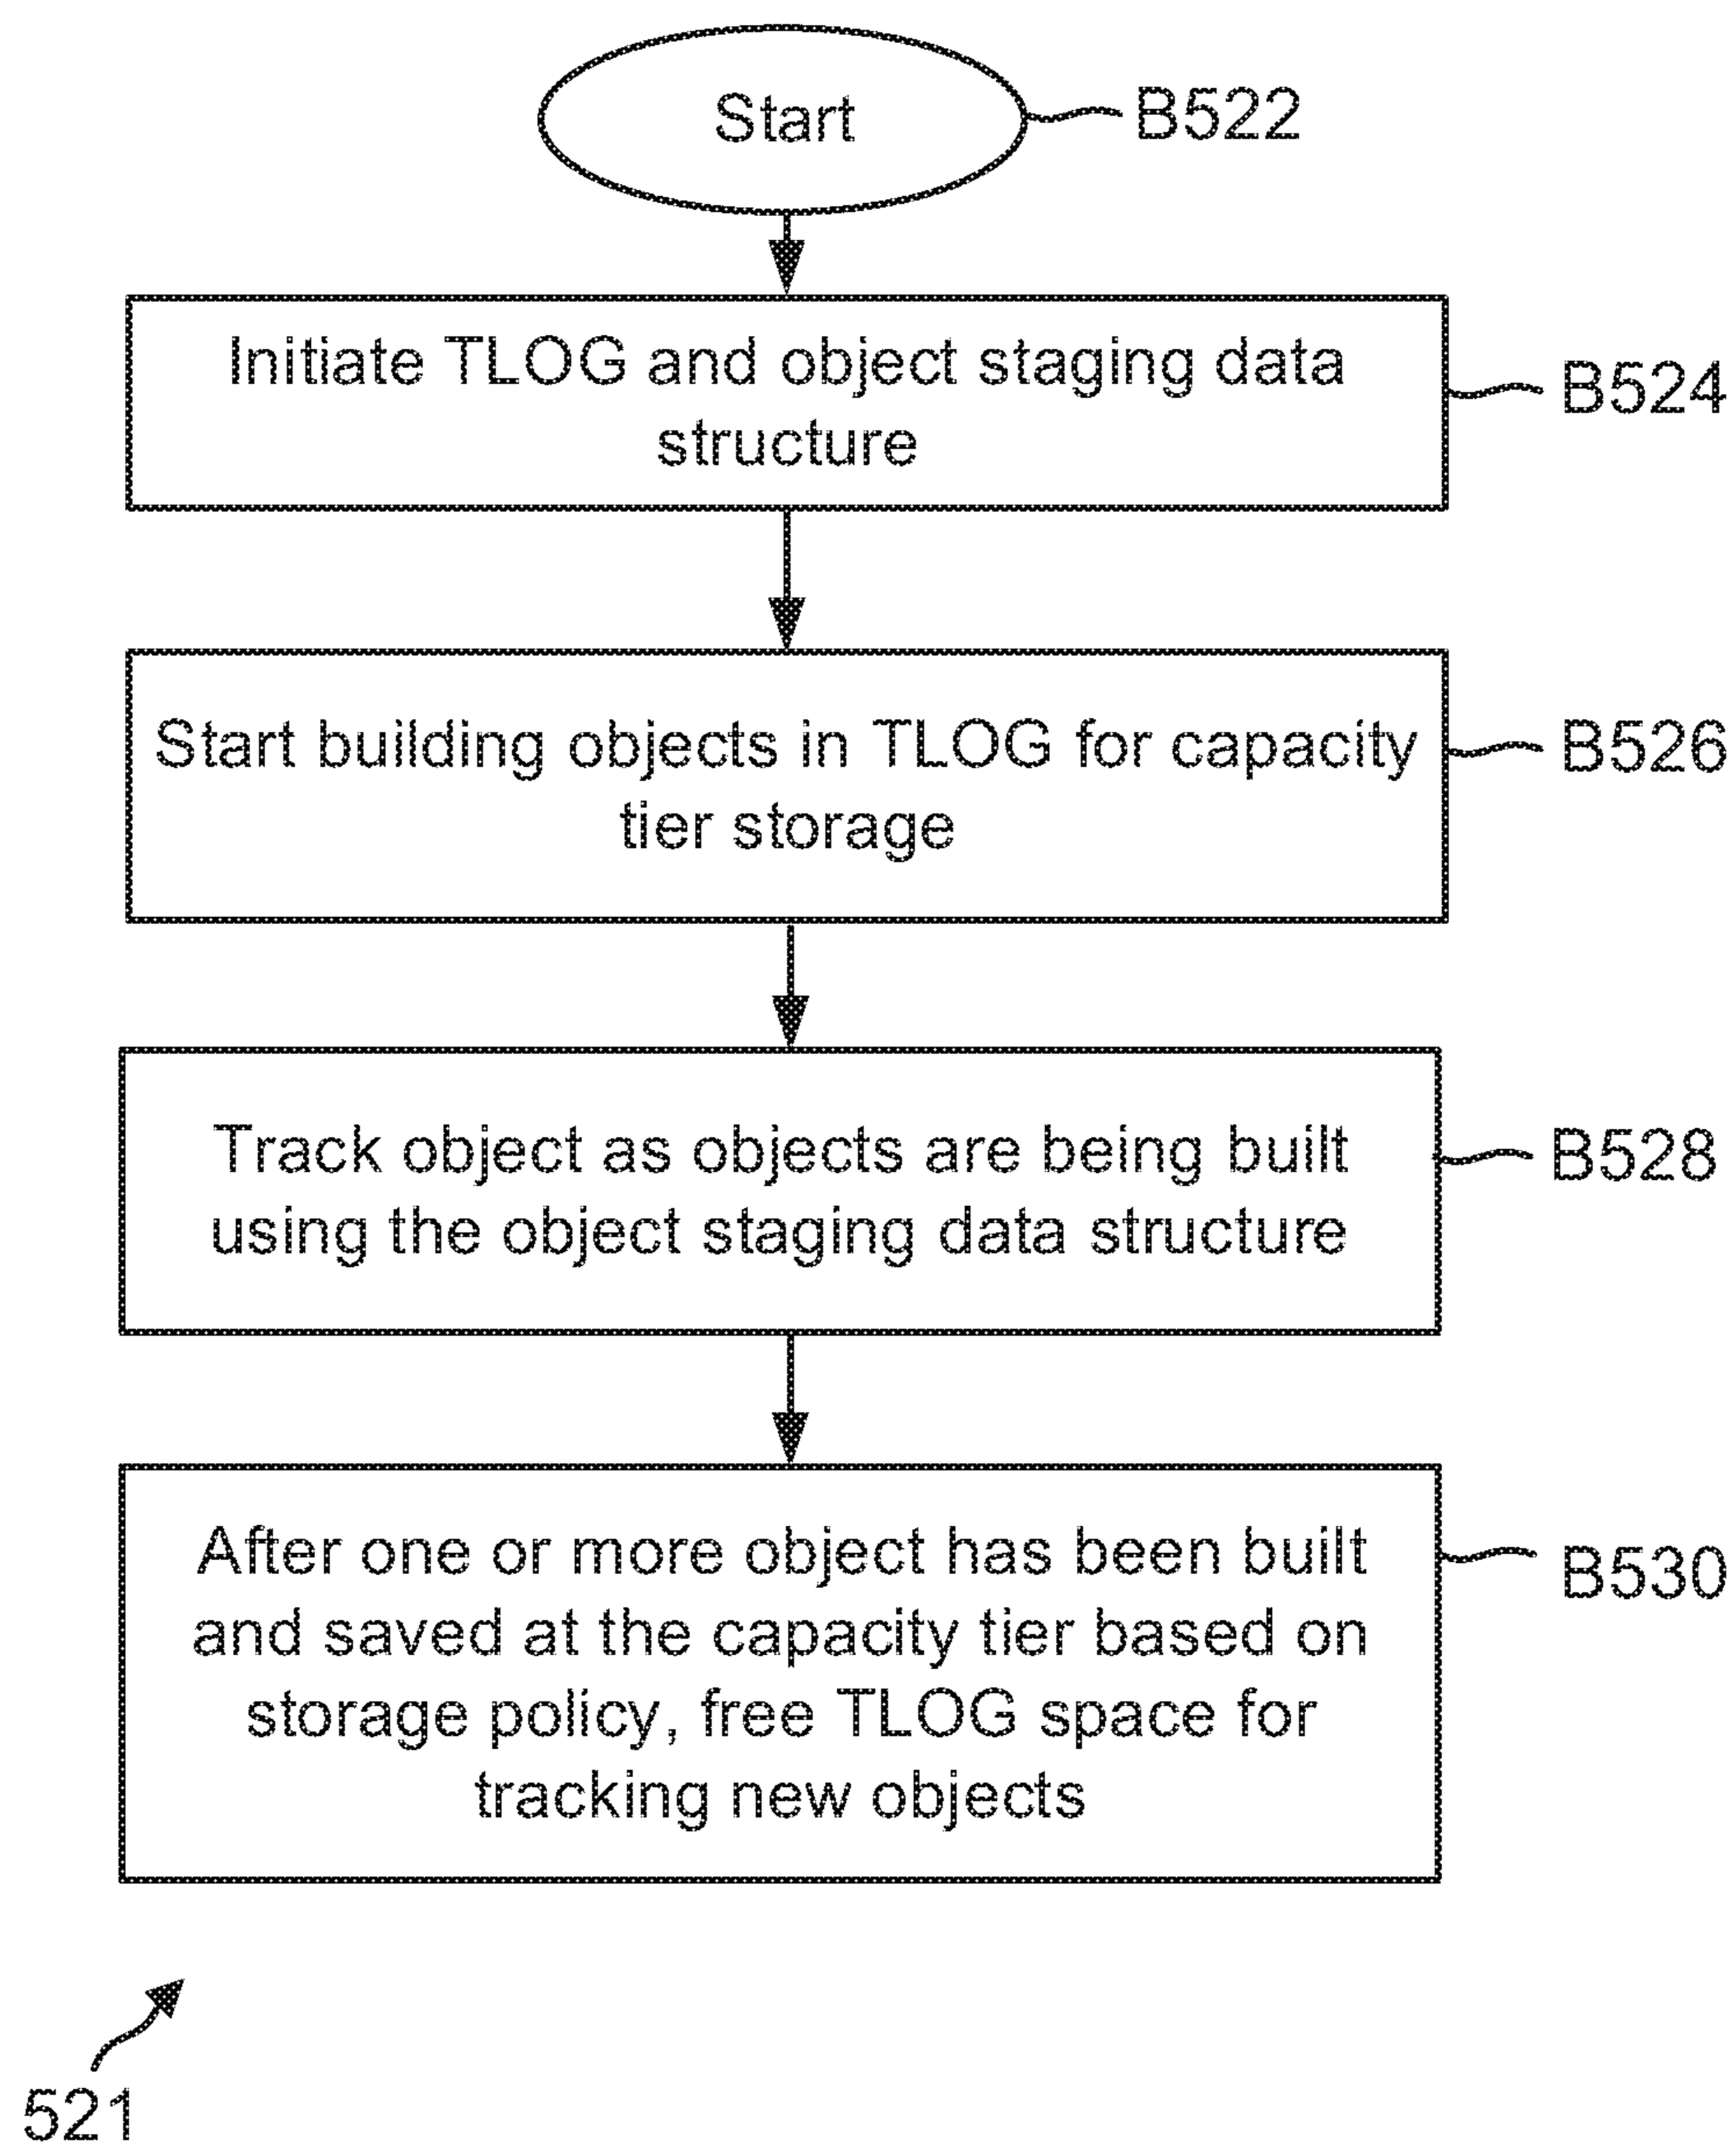 Start
B522
Initiate TLOG and object staging data
structure
B524
Start building objects in TLOG for capacity
tier storage
B526
Track object as objects are being built
using the object staging data structure
B528
After one or more object has been built
and saved at the capacity tier based on
storage policy, free TLOG space for
tracking new objects
B530
521